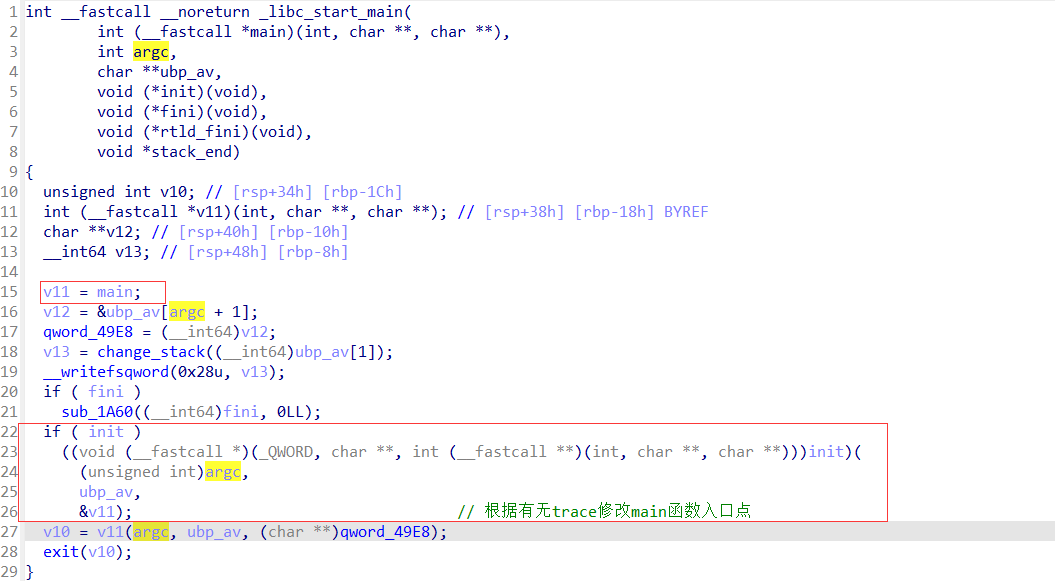 1 int __fastcall __noreturn _libc_start_main(
2 int (__fastcall *main)(int, char **, char **),
3 int argc,
4 char **ubp_av,
5 void (*init)(void),
6 void (*fini)(void),
7 void (*rtld_fini)(void),
8 void *stack_end)
9 {
10 unsigned int v10; // [rsp+34h] [rbp-1Ch]
11 int (__fastcall *v11)(int, char **, char **); // [rsp+38h] [rbp-18h] BYREF
12 char **v12; // [rsp+40h] [rbp-10h]
13 __int64 v13; // [rsp+48h] [rbp-8h]
14
15 v11 = main;
16 v12 = &ubp_av[argc + 1];
17 qword_49E8 = (__int64)v12;
18 v13 = change_stack((__int64)ubp_av[1]);
19 __writefsqword(0x28u, v13);
20 if ( fini )
21 sub_1A60((__int64)fini, 0LL);
22 if ( init )
23 ((void (__fastcall *)(_QWORD, char **, int (__fastcall **)(int, char **, char **)))init)(
24 (unsigned int)argc,
25 ubp_av,
26 &v11); // 根据有无trace修改main函数入口点
27 v10 = v11(argc, ubp_av, (char **)qword_49E8);
28 exit(v10);
29 }